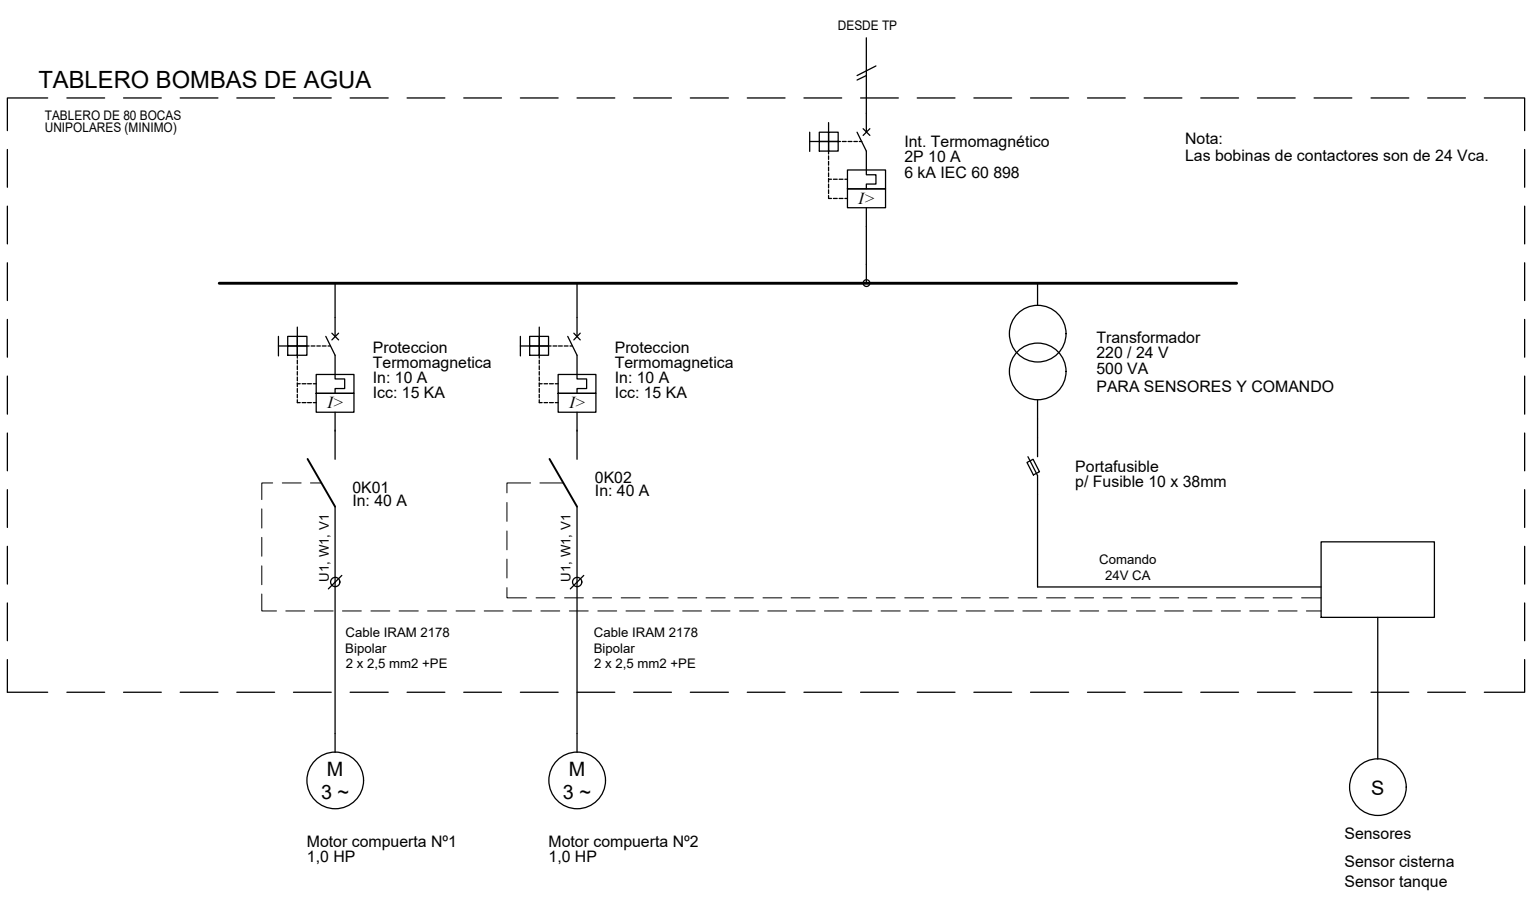 DESDE TP
TABLERO BOMBAS DE AGUA
TABLERO DE 80 BOCAS
UNIPOLARES (MINIMO)
Int. Termomagnético
2P 10 A
6 kA IEC 60 898
I>
Nota:
Las bobinas de contactores son de 24 Vca.
Proteccion
Termomagnetica
In: 10 A
Icc: 15 KA
I>
Proteccion
Termomagnetica
In: 10 A
Icc: 15 KA
I>
Transformador
220 / 24 V
500 VA
PARA SENSORES Y COMANDO
0K01
In: 40 A
U1, W1, V1
0K02
In: 40 A
U1, W1, V1
Portafusible
p/ Fusible 10 x 38mm
Comando
24V CA
Cable IRAM 2178
Bipolar
2 x 2,5 mm2 +PE
Cable IRAM 2178
Bipolar
2 x 2,5 mm2 +PE
M
3 ~
Motor compuerta Nº1
1,0 HP
M
3 ~
Motor compuerta Nº2
1,0 HP
S
Sensores
Sensor cisterna
Sensor tanque